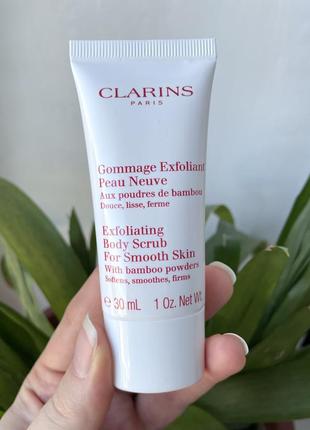 CLARINS
PARIS
Gommage Exfoliant
Peau Neuve
Aux poudres de bambou
Douce, lisse, ferme
Exfoliating
Body Scrub
For Smooth Skin
With bamboo powders
Softens, smoothes, firms
℮ 30 mL 1 Oz. Net Wt.